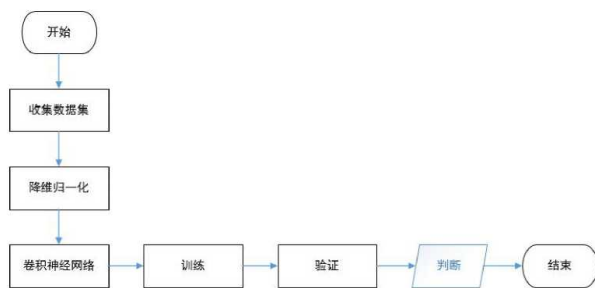 开始
收集数据集
降维归一化
卷积神经网络
训练
验证
判断
结束